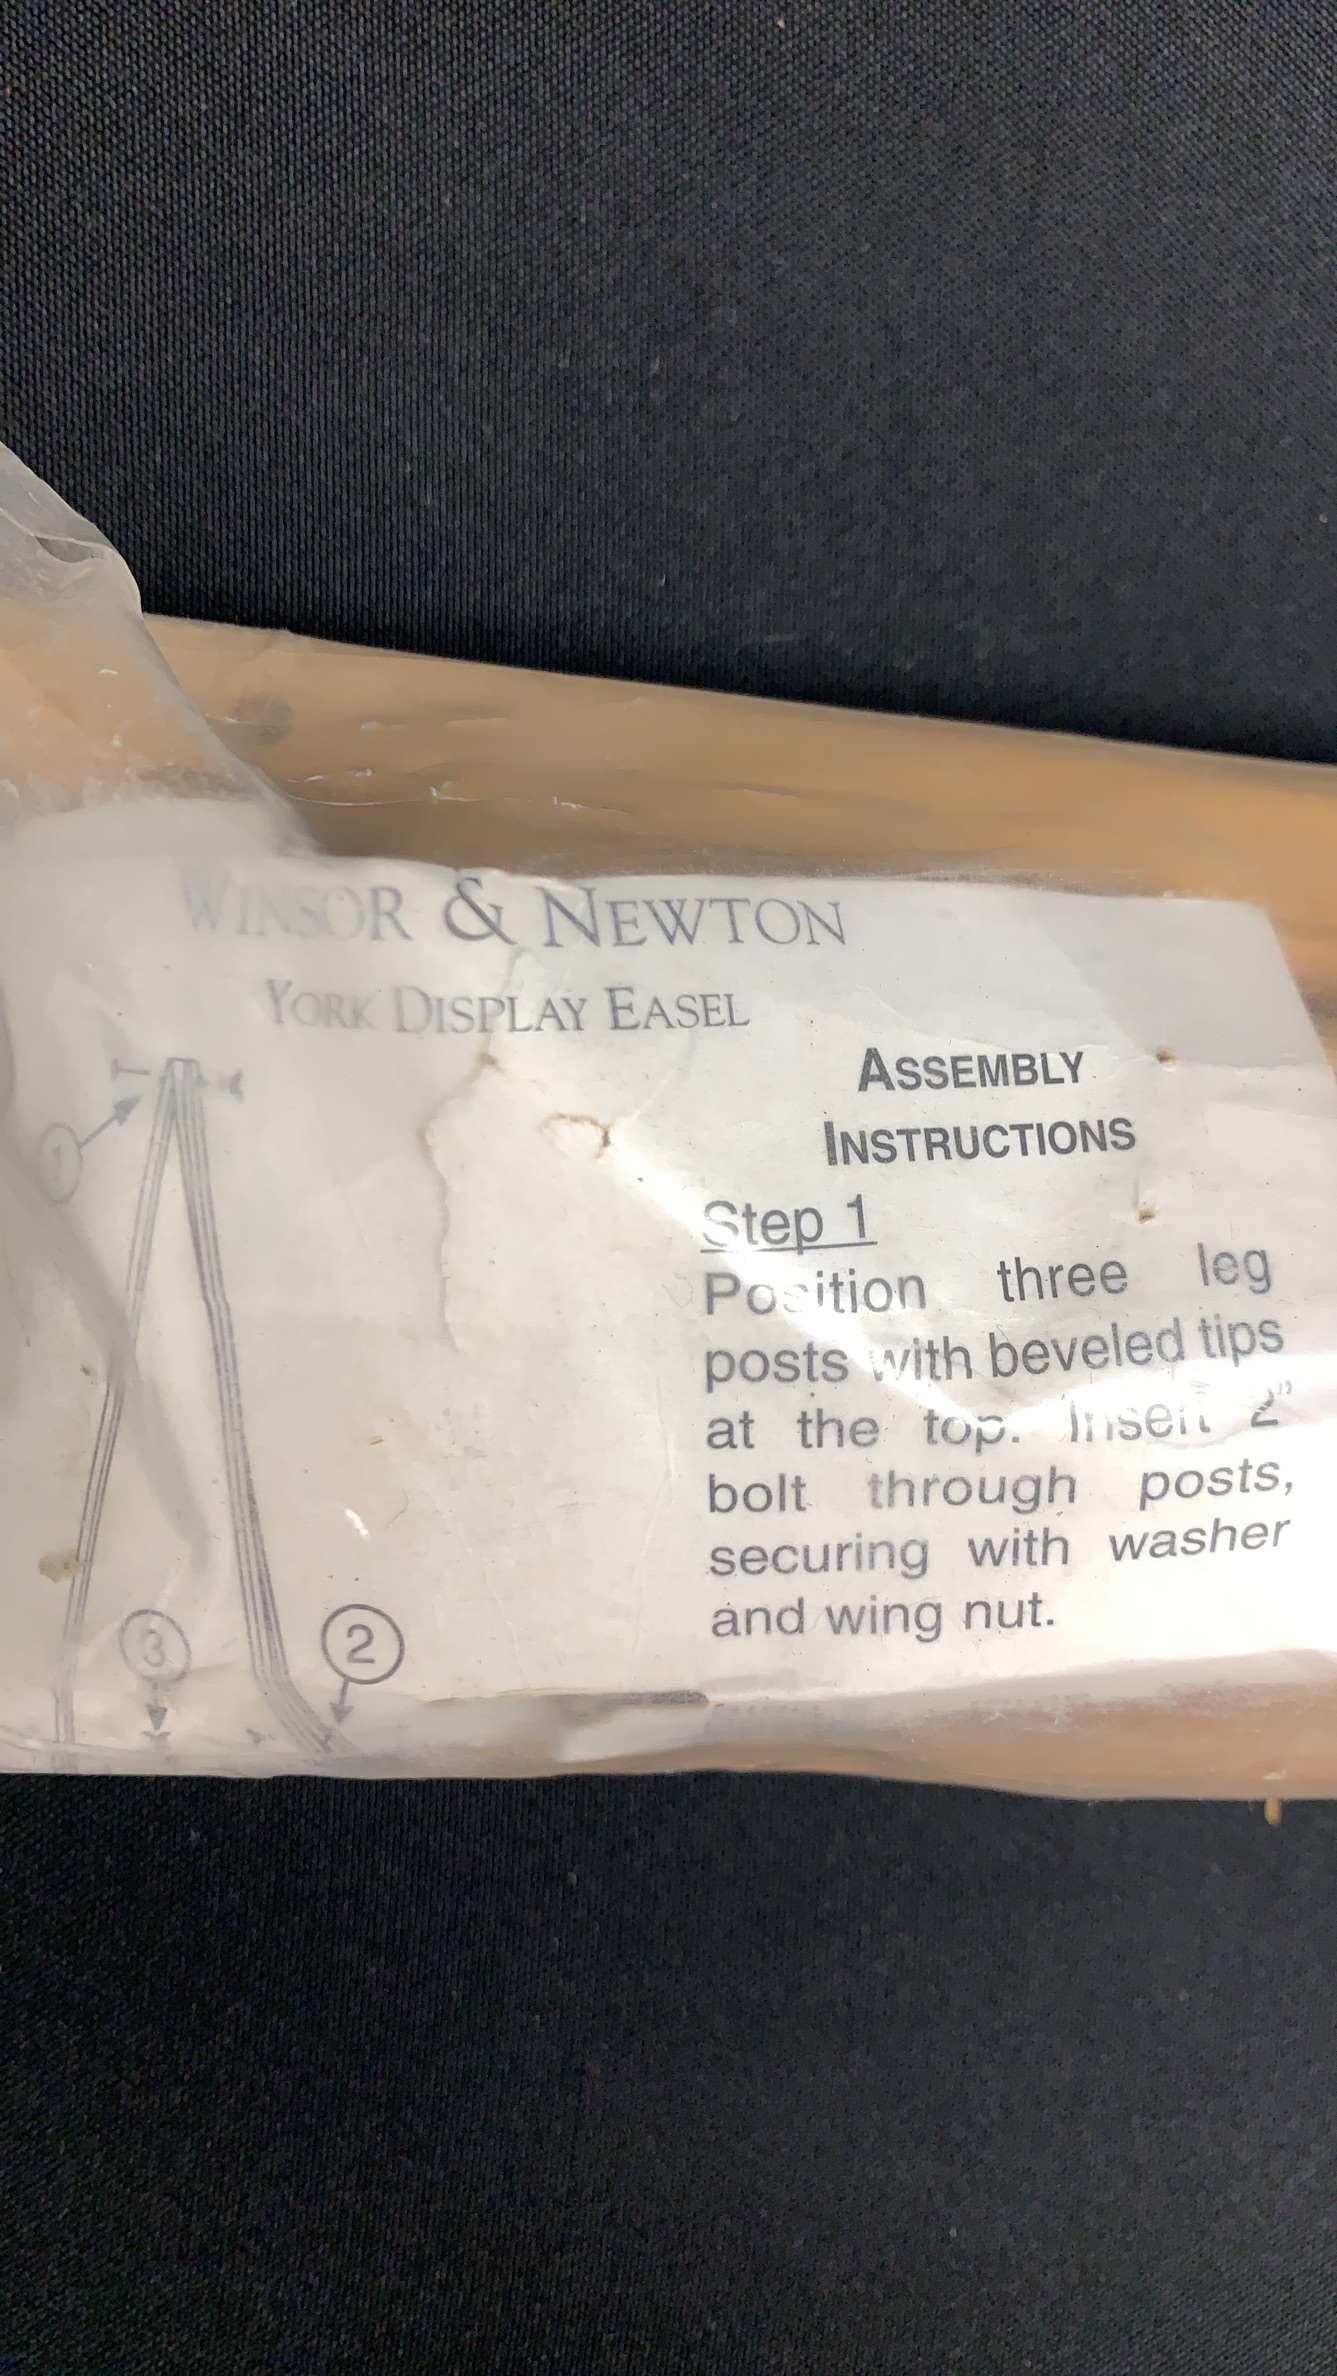 WINSOR & NEWTON
YORK DISPLAY EASEL
ASSEMBLY
INSTRUCTIONS
Step 1
Position three leg
posts with beveled tips
at the top. Insert 2"
bolt through posts,
securing with washer
and wing nut.
1
3
2